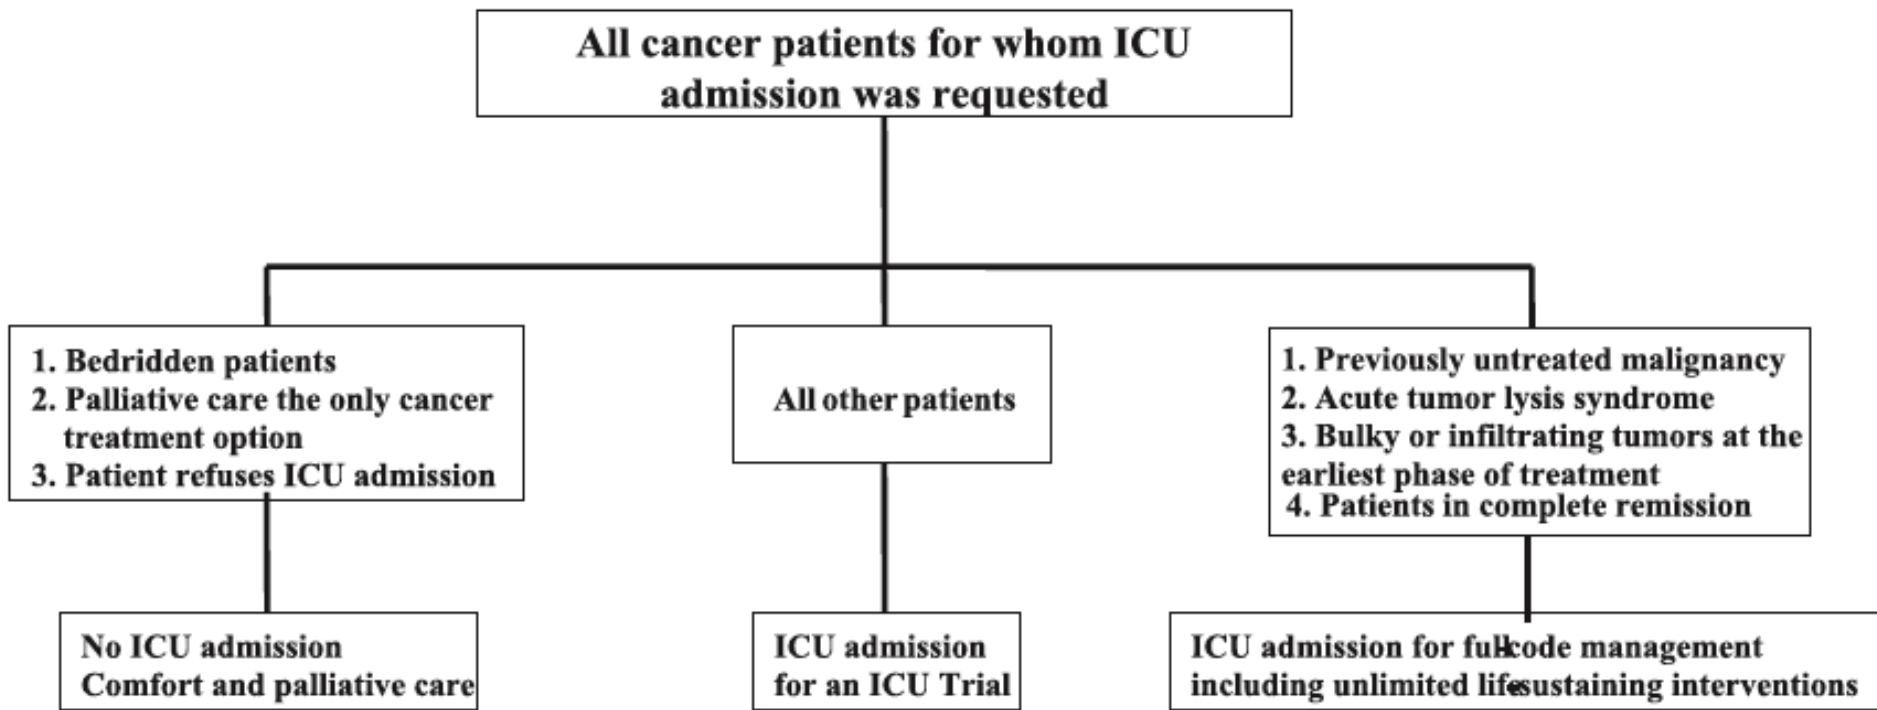 All cancer patients for whom ICU
admission was requested
1. Bedridden patients
2. Palliative care the only cancer
treatment option
3. Patient refuses ICU admission
All other patients
1. Previously untreated malignancy
2. Acute tumor lysis syndrome
3. Bulky or infiltrating tumors at the
earliest phase of treatment
4. Patients in complete remission
No ICU admission
Comfort and palliative care
ICU admission
for an ICU Trial
ICU admission for full-code management
including unlimited life-sustaining interventions